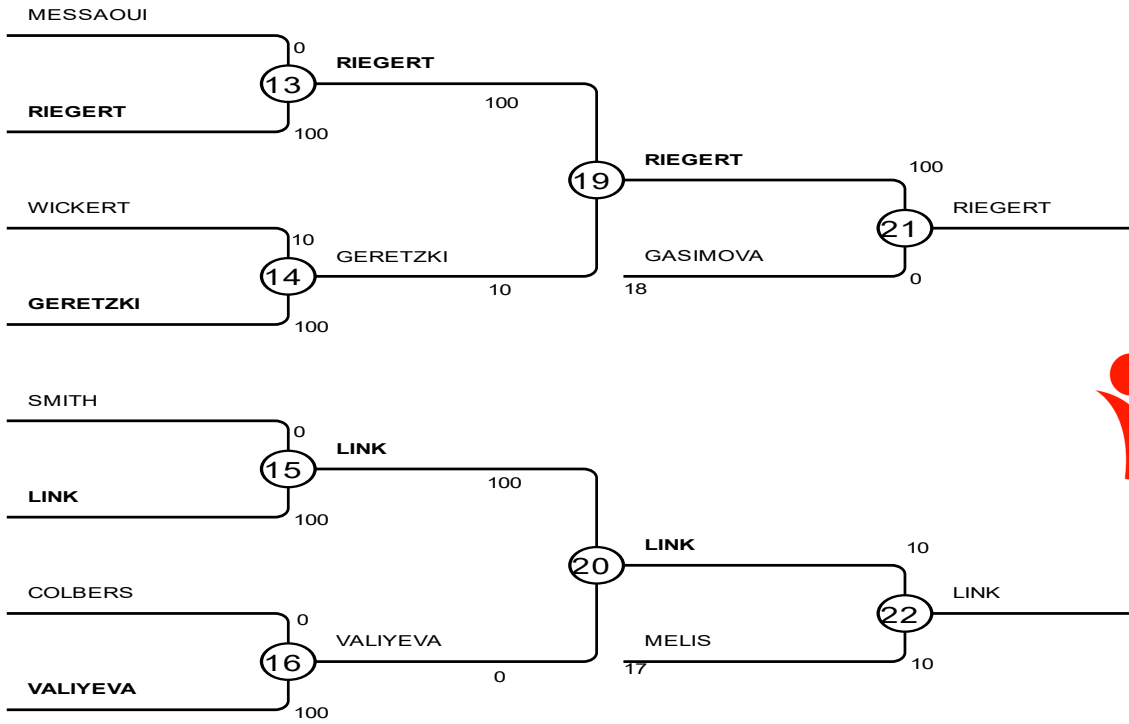 MESSAOUI
0
13
RIEGERT
100
RIEGERT
100
19
RIEGERT
100
WICKERT
10
14
GERETZKI
10
GERETZKI
100
21
RIEGERT
GASIMOVA
18
0
SMITH
0
15
LINK
100
LINK
100
20
LINK
10
COLBERS
0
16
VALIYEVA
0
VALIYEVA
100
22
LINK
MELIS
17
10